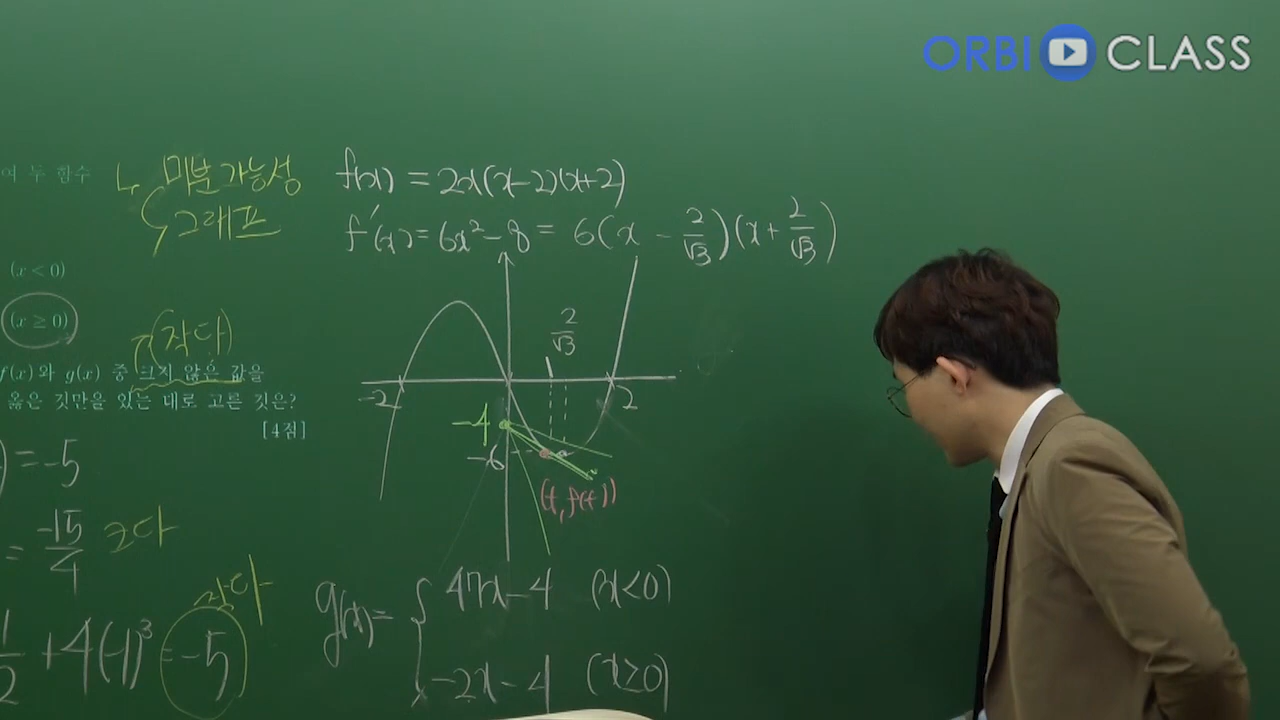 ORBI CLASS
여 두 함수
미분가능성
그래프
f(x) = 2x(x-2)(x+2)
f'(x) = 6x²-8 = 6(x - 2/√3)(x + 2/√3)
(x < 0)
(x ≥ 0)
(작다)
f(x)와 g(x) 중 크지 않은 값을
옳은 것만을 있는 대로 고른 것은?
[4점]
2/√3
-2
2
-4
-6
(t, f(t))
) = -5
= -15/4 크다
작다
1/2 + 4(-1)³ = -5
g(x) = { 47x-4 (x<0)
-2x-4 (x≥0)